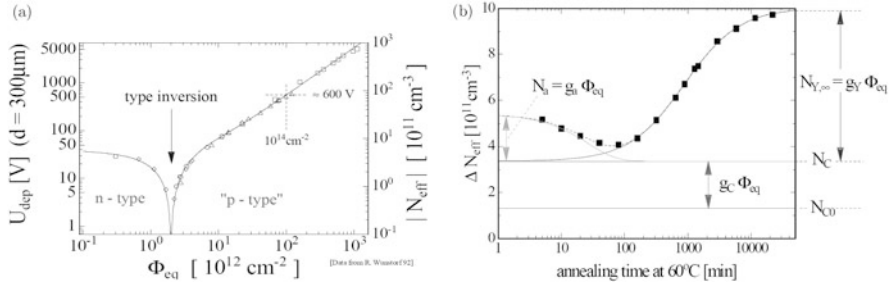 (a)
U_dep [V] (d = 300μm)
5000
1000
500
100
50
10
5
1
10^-1
10^0
10^1
10^2
10^3
Φ_eq [ 10^12 cm^-2 ]
type inversion
n - type
"p - type"
≈ 600 V
10^14 cm^-2
10^3
10^2
10^1
10^0
10^-1
| N_eff | [ 10^11 cm^-3 ]
[Data from R. Wunstorf 92]
(b)
Δ N_eff [10^11 cm^-3]
10
8
6
4
2
0
1
10
100
1000
10000
annealing time at 60°C [min]
N_a = g_a Φ_eq
g_C Φ_eq
N_Y,∞ = g_Y Φ_eq
N_C
N_C0